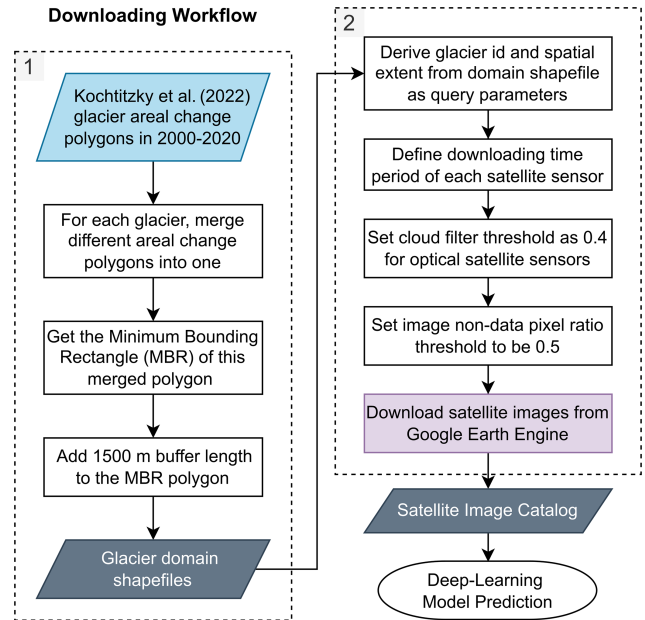 Downloading Workflow
1
Kochtitzky et al. (2022)
glacier areal change
polygons in 2000-2020
For each glacier, merge
different areal change
polygons into one
Get the Minimum Bounding
Rectangle (MBR) of this
merged polygon
Add 1500 m buffer length
to the MBR polygon
Glacier domain
shapefiles
2
Derive glacier id and spatial
extent from domain shapefile
as query parameters
Define downloading time
period of each satellite sensor
Set cloud filter threshold as 0.4
for optical satellite sensors
Set image non-data pixel ratio
threshold to be 0.5
Download satellite images from
Google Earth Engine
Satellite Image Catalog
Deep-Learning
Model Prediction